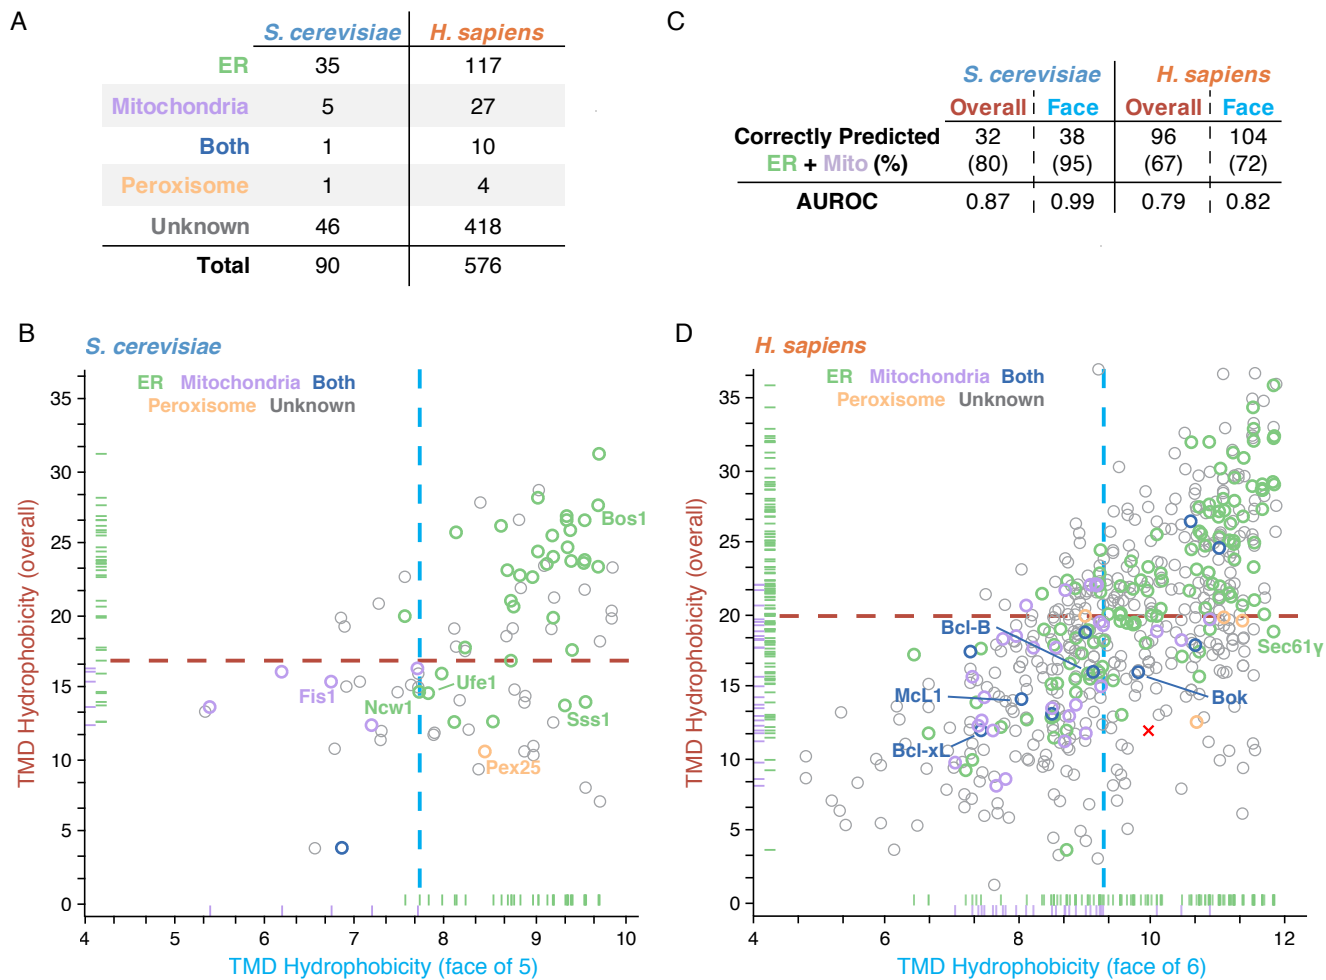 A
S. cerevisiae H. sapiens
ER 35 117
Mitochondria 5 27
Both 1 10
Peroxisome 1 4
Unknown 46 418
Total 90 576
C
S. cerevisiae H. sapiens
Overall Face Overall Face
Correctly Predicted 32 38 96 104
ER + Mito (%) (80) (95) (67) (72)
AUROC 0.87 0.99 0.79 0.82
B
S. cerevisiae
ER Mitochondria Both
Peroxisome Unknown
TMD Hydrophobicity (overall)
35
30
25
20
15
10
5
0
Bos1
Fis1
Ufe1
Ncw1
Sss1
Pex25
4 5 6 7 8 9 10
TMD Hydrophobicity (face of 5)
D
H. sapiens
ER Mitochondria Both
Peroxisome Unknown
TMD Hydrophobicity (overall)
35
30
25
20
15
10
5
0
Bcl-B
Sec61γ
McL1
Bok
Bcl-xL
4 6 8 10 12
TMD Hydrophobicity (face of 6)